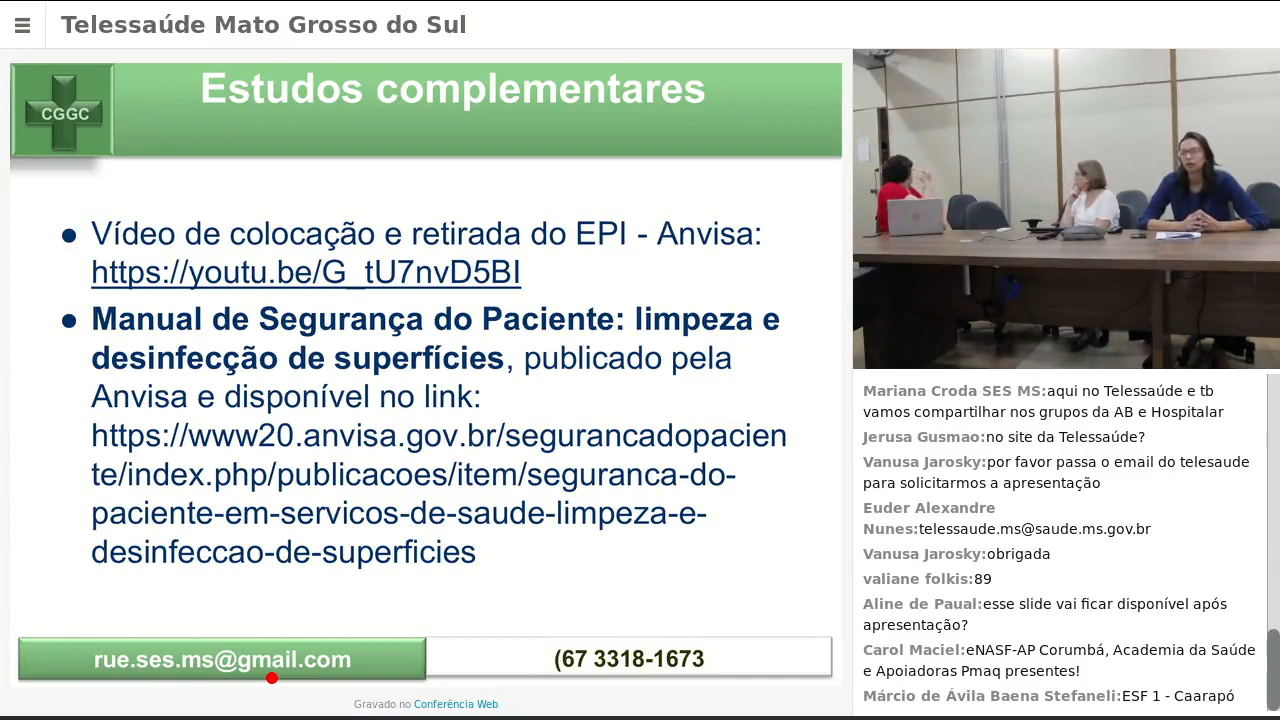 Telessaúde Mato Grosso do Sul
CGGC
Estudos complementares
● Vídeo de colocação e retirada do EPI - Anvisa:
https://youtu.be/G_tU7nvD5BI
● Manual de Segurança do Paciente: limpeza e
desinfecção de superfícies, publicado pela
Anvisa e disponível no link:
https://www20.anvisa.gov.br/segurancadopacien
te/index.php/publicacoes/item/seguranca-do-
paciente-em-servicos-de-saude-limpeza-e-
desinfeccao-de-superficies
rue.ses.ms@gmail.com
(67 3318-1673
Gravado no Conferência Web
Mariana Croda SES MS:aqui no Telessaúde e tb
vamos compartilhar nos grupos da AB e Hospitalar
Jerusa Gusmao:no site da Telessaúde?
Vanusa Jarosky:por favor passa o email do telesaude
para solicitarmos a apresentação
Euder Alexandre
Nunes:telessaude.ms@saude.ms.gov.br
Vanusa Jarosky:obrigada
valiane folkis:89
Aline de Paual:esse slide vai ficar disponível após
apresentação?
Carol Maciel:eNASF-AP Corumbá, Academia da Saúde
e Apoiadoras Pmaq presentes!
Márcio de Ávila Baena Stefaneli:ESF 1 - Caarapó